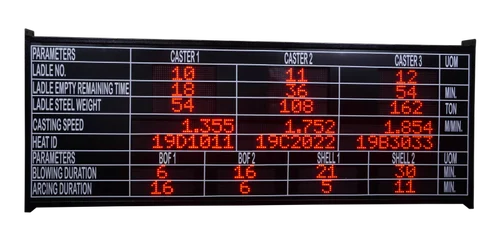 PARAMETERS CASTER 1 CASTER 2 CASTER 3 UOM
LADLE NO. 10 11 12
LADLE EMPTY REMAINING TIME 18 36 54 MIN.
LADLE STEEL WEIGHT 54 108 162 TON
CASTING SPEED 1.355 1.752 1.854 M/MIN.
HEAT ID 19D1011 19C2022 19B3033
PARAMETERS BOF 1 BOF 2 SHELL 1 SHELL 2 UOM
BLOWING DURATION 6 16 21 30 MIN.
ARCING DURATION 16 6 5 11 MIN.